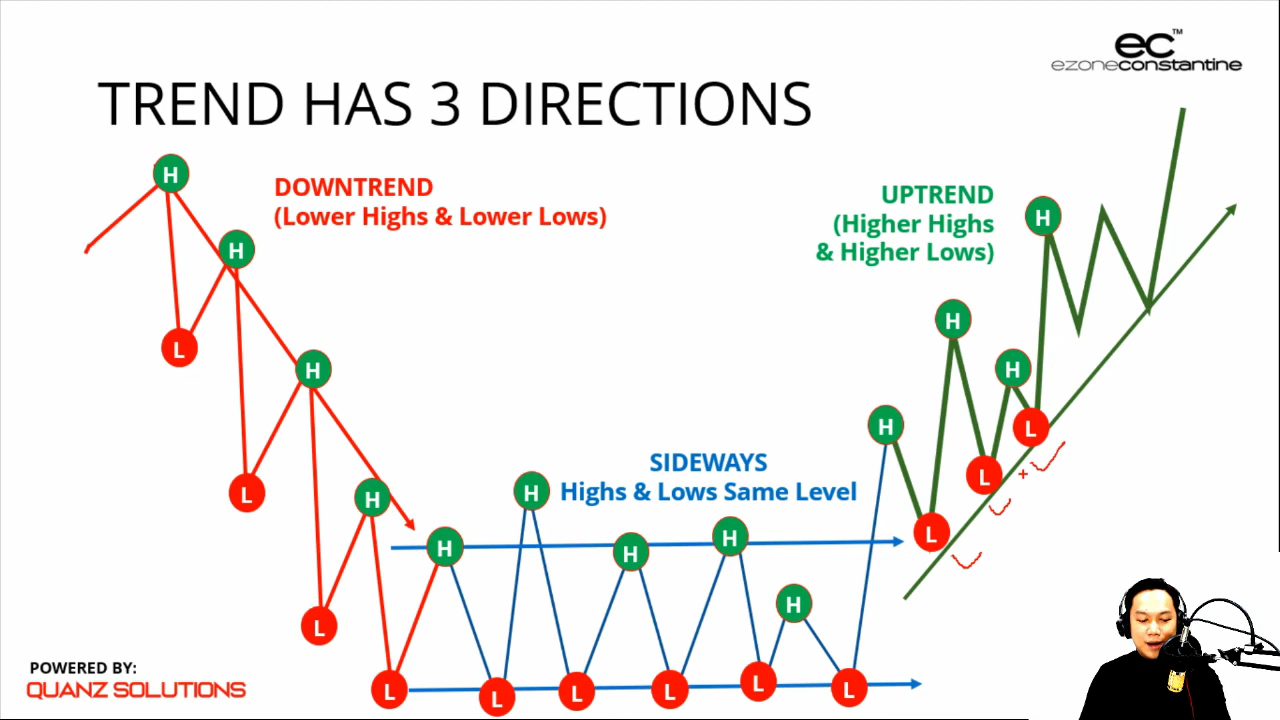 ec™
ezoneconstantine
TREND HAS 3 DIRECTIONS
DOWNTREND
(Lower Highs & Lower Lows)
UPTREND
(Higher Highs
& Higher Lows)
SIDEWAYS
Highs & Lows Same Level
H
H
H
H
H
H
H
H
H
H
H
H
H
L
L
L
L
L
L
L
L
L
L
L
L
POWERED BY:
QUANZ SOLUTIONS